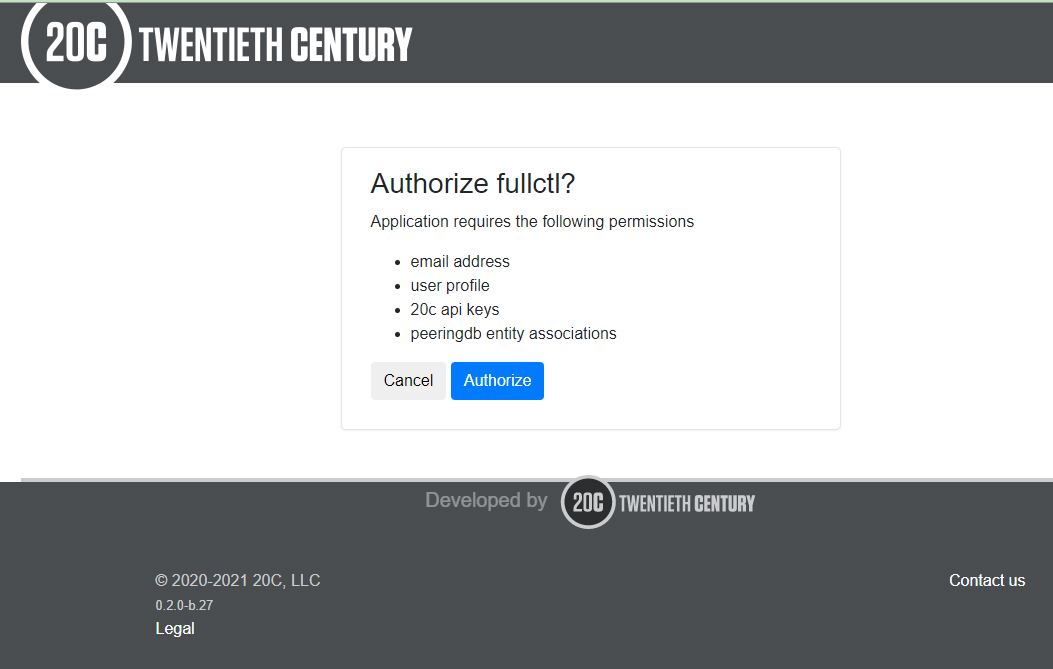 20C TWENTIETH CENTURY
Authorize fullctl?
Application requires the following permissions
• email address
• user profile
• 20c api keys
• peeringdb entity associations
Cancel Authorize
Developed by 20C TWENTIETH CENTURY
© 2020-2021 20C, LLC
Contact us
0.2.0-b.27
Legal